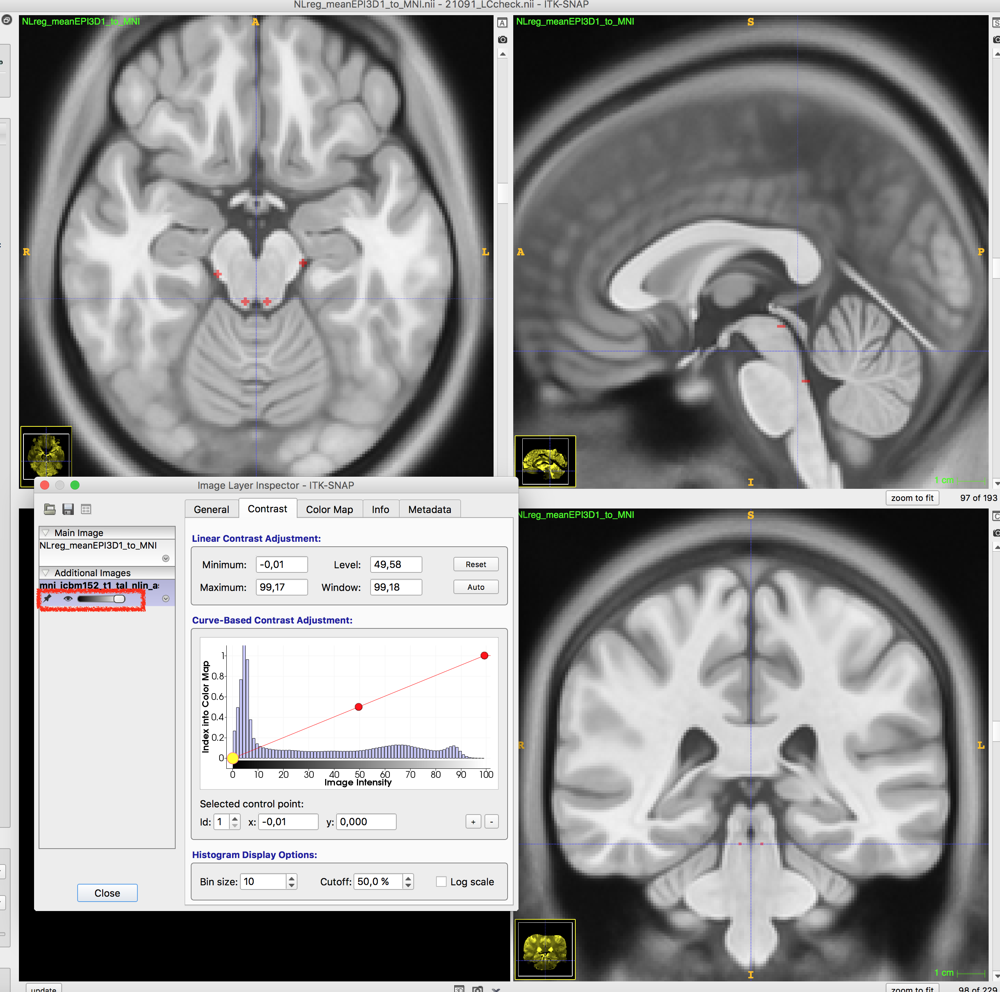 NLreg_meanEPI3D1_to_MNI.nii - 21091_LCcheck.nii - ITK-SNAP
NLreg_meanEPI3D1_to_MNI
A
R
L
A
NLreg_meanEPI3D1_to_MNI
S
A
P
I
1 cm
S
zoom to fit
97 of 193
NLreg_meanEPI3D1_to_MNI
S
R
L
I
1 cm
C
zoom to fit
98 of 229
Image Layer Inspector - ITK-SNAP
General
Contrast
Color Map
Info
Metadata
Main Image
NLreg_meanEPI3D1_to_MNI
Additional Images
mni_icbm152_t1_tal_nlin_a
Close
Linear Contrast Adjustment:
Minimum: -0,01 Level: 49,58 Reset
Maximum: 99,17 Window: 99,18 Auto
Curve-Based Contrast Adjustment:
Index into Color Map
1
0.8
0.6
0.4
0.2
0
0 10 20 30 40 50 60 70 80 90 100
Image Intensity
Selected control point:
Id: 1 x: -0,01 y: 0,000 + -
Histogram Display Options:
Bin size: 10 Cutoff: 50,0 % Log scale
update
3D